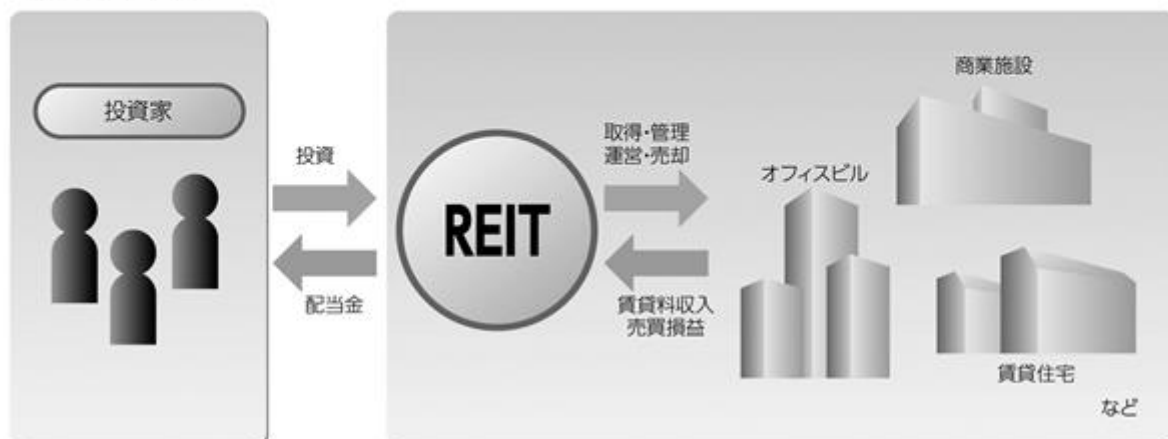 投資家
投資
配当金
REIT
取得・管理
運営・売却
賃貸料収入
売買損益
商業施設
オフィスビル
賃貸住宅
など